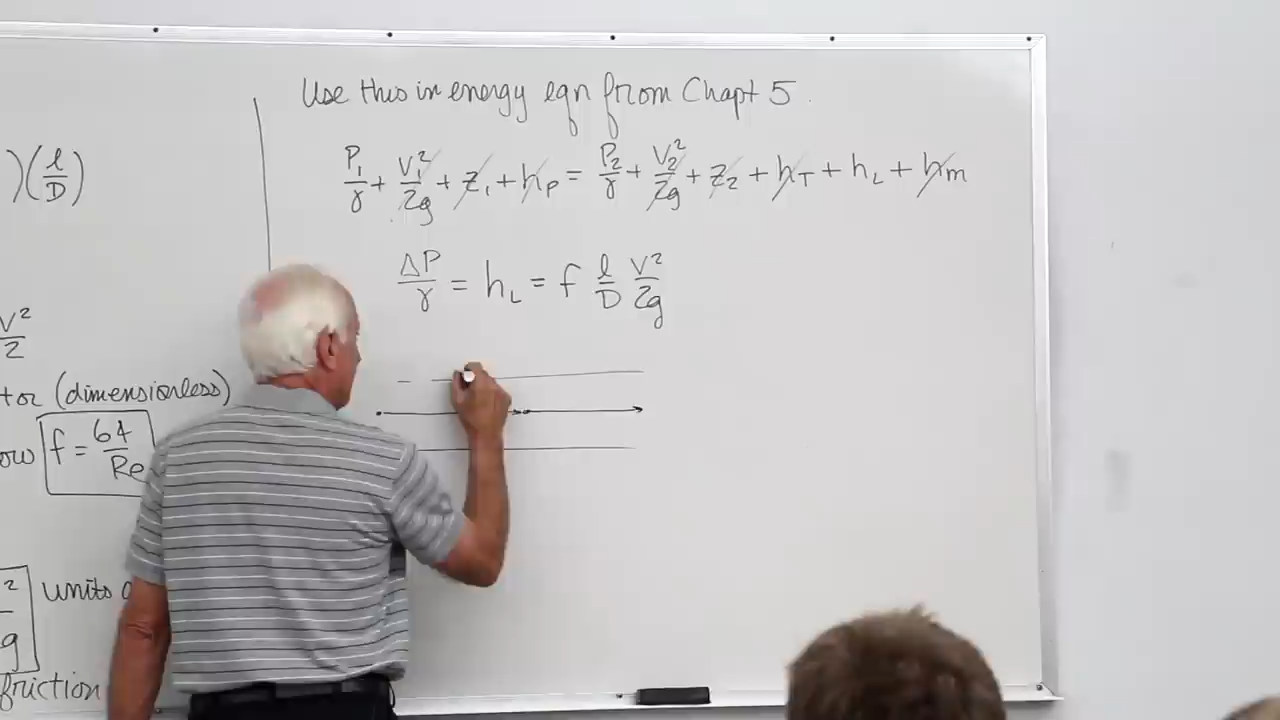 )(l/D)
V²/2
tor (dimensionless)
ow f = 64/Re
units
friction
Use this in energy eqn from Chapt 5.
P₁/γ + V₁²/2g + z₁ + hₚ = P₂/γ + V₂²/2g + z₂ + h_T + h_L + hₘ
ΔP/γ = h_L = f l/D V²/2g